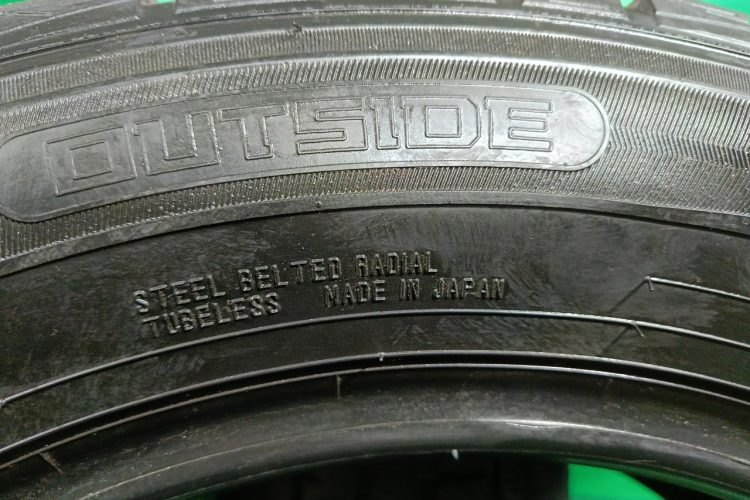 OUTSIDE
STEEL BELTED RADIAL
TUBELESS MADE IN JAPAN